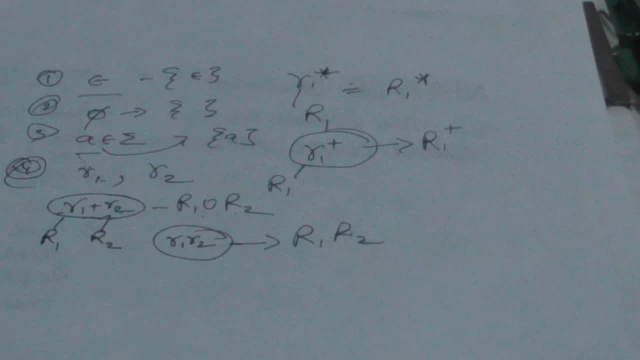 ① ϵ - { ϵ }
② ϕ → { }
③ a ∈ Σ → {a}
④ r₁, r₂
r₁ + r₂ - R₁ ∪ R₂
R₁ R₂
r₁r₂ → R₁ R₂
r₁* = R₁*
R₁
r₁⁺ → R₁⁺
R₁